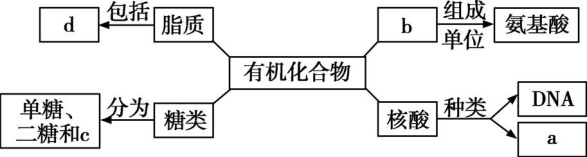 d
包括
脂质
b
组成
单位
氨基酸
有机化合物
单糖、
二糖和c
分为
糖类
核酸
种类
DNA
a